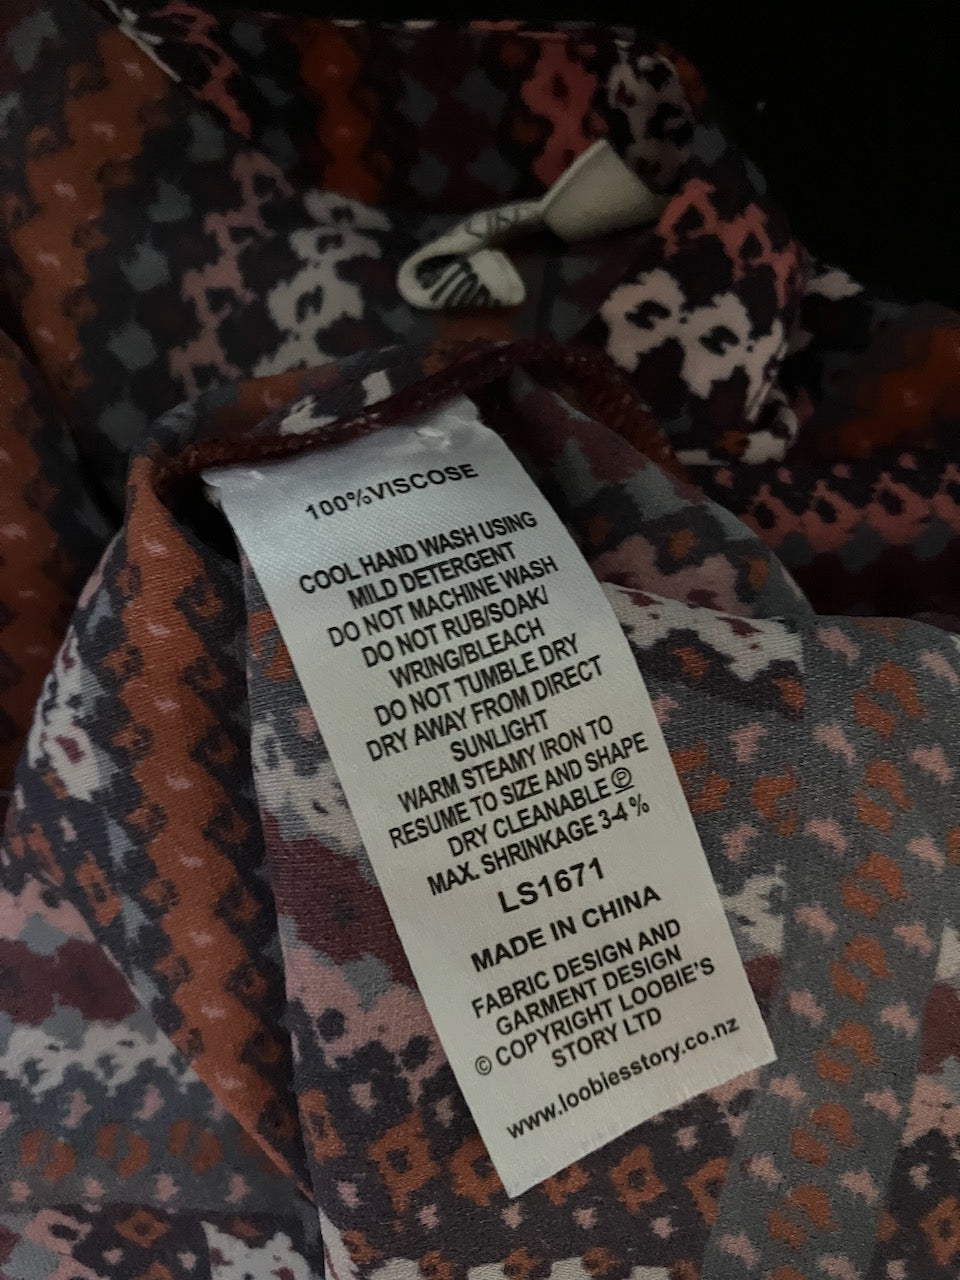 100%VISCOSE
COOL HAND WASH USING
MILD DETERGENT
DO NOT MACHINE WASH
DO NOT RUB/SOAK/
WRING/BLEACH
DO NOT TUMBLE DRY
DRY AWAY FROM DIRECT
SUNLIGHT
WARM STEAMY IRON TO
RESUME TO SIZE AND SHAPE
DRY CLEANABLE Ⓟ
MAX. SHRINKAGE 3-4 %
LS1671
MADE IN CHINA
FABRIC DESIGN AND
GARMENT DESIGN
© COPYRIGHT LOOBIE'S
STORY LTD
www.loobiesstory.co.nz